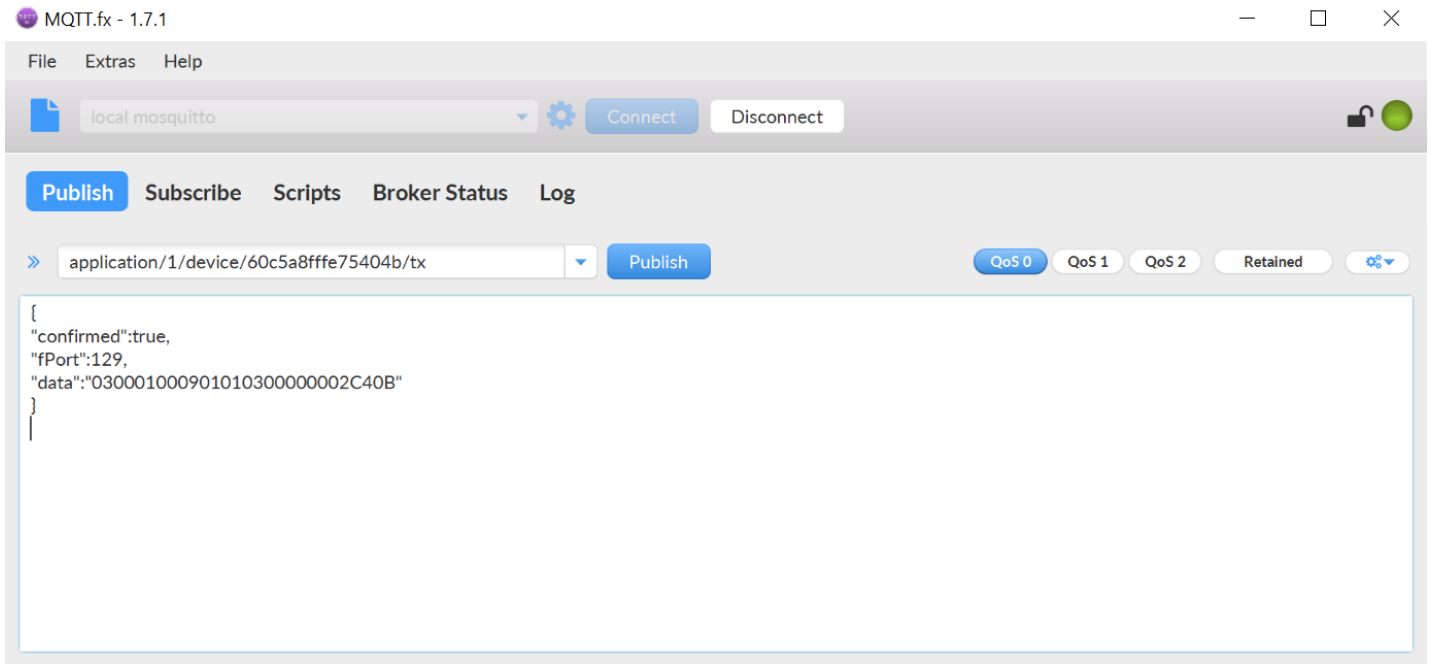 MQTT.fx - 1.7.1
File Extras Help
local mosquitto Connect Disconnect
Publish Subscribe Scripts Broker Status Log
application/1/device/60c5a8fffe75404b/tx Publish QoS 0 QoS 1 QoS 2 Retained
{
"confirmed":true,
"fPort":129,
"data":"030001000901010300000002C40B"
}